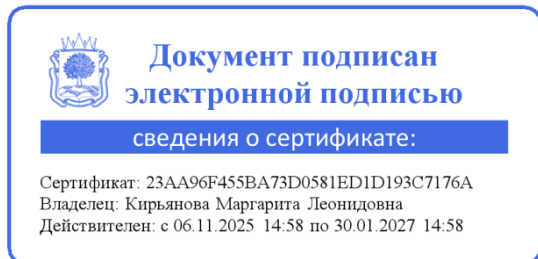 Документ подписан
электронной подписью
сведения о сертификате:
Сертификат: 23AA96F455BA73D0581ED1D193C7176A
Владелец: Кирьянова Маргарита Леонидовна
Действителен: с 06.11.2025 14:58 по 30.01.2027 14:58